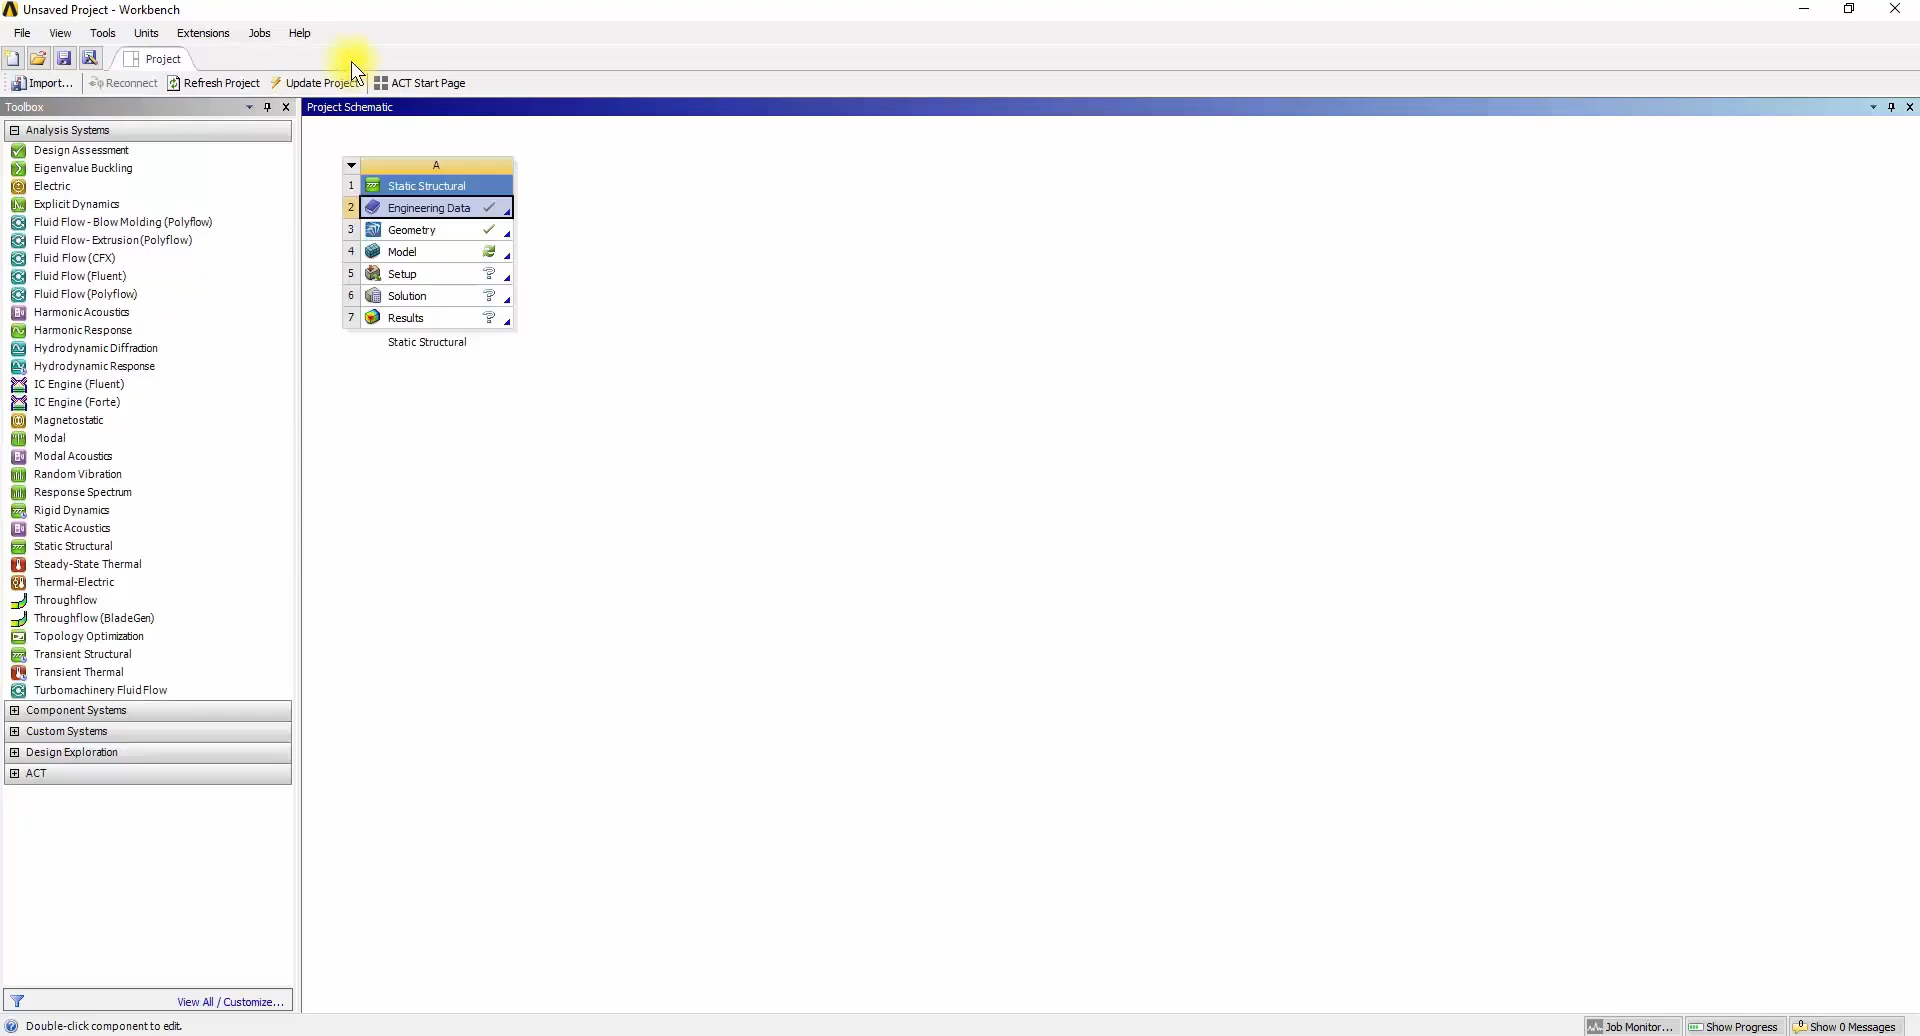 Unsaved Project - Workbench
File View Tools Units Extensions Jobs Help
Project
Import... Reconnect Refresh Project Update Project ACT Start Page
Toolbox
Project Schematic
Analysis Systems
Design Assessment
Eigenvalue Buckling
Electric
Explicit Dynamics
Fluid Flow - Blow Molding (Polyflow)
Fluid Flow - Extrusion (Polyflow)
Fluid Flow (CFX)
Fluid Flow (Fluent)
Fluid Flow (Polyflow)
Harmonic Acoustics
Harmonic Response
Hydrodynamic Diffraction
Hydrodynamic Response
IC Engine (Fluent)
IC Engine (Forte)
Magnetostatic
Modal
Modal Acoustics
Random Vibration
Response Spectrum
Rigid Dynamics
Static Acoustics
Static Structural
Steady-State Thermal
Thermal-Electric
Throughflow
Throughflow (BladeGen)
Topology Optimization
Transient Structural
Transient Thermal
Turbomachinery Fluid Flow
Component Systems
Custom Systems
Design Exploration
ACT
View All / Customize...
A
1 Static Structural
2 Engineering Data
3 Geometry
4 Model
5 Setup
6 Solution
7 Results
Static Structural
Double-click component to edit.
Job Monitor... Show Progress Show 0 Messages